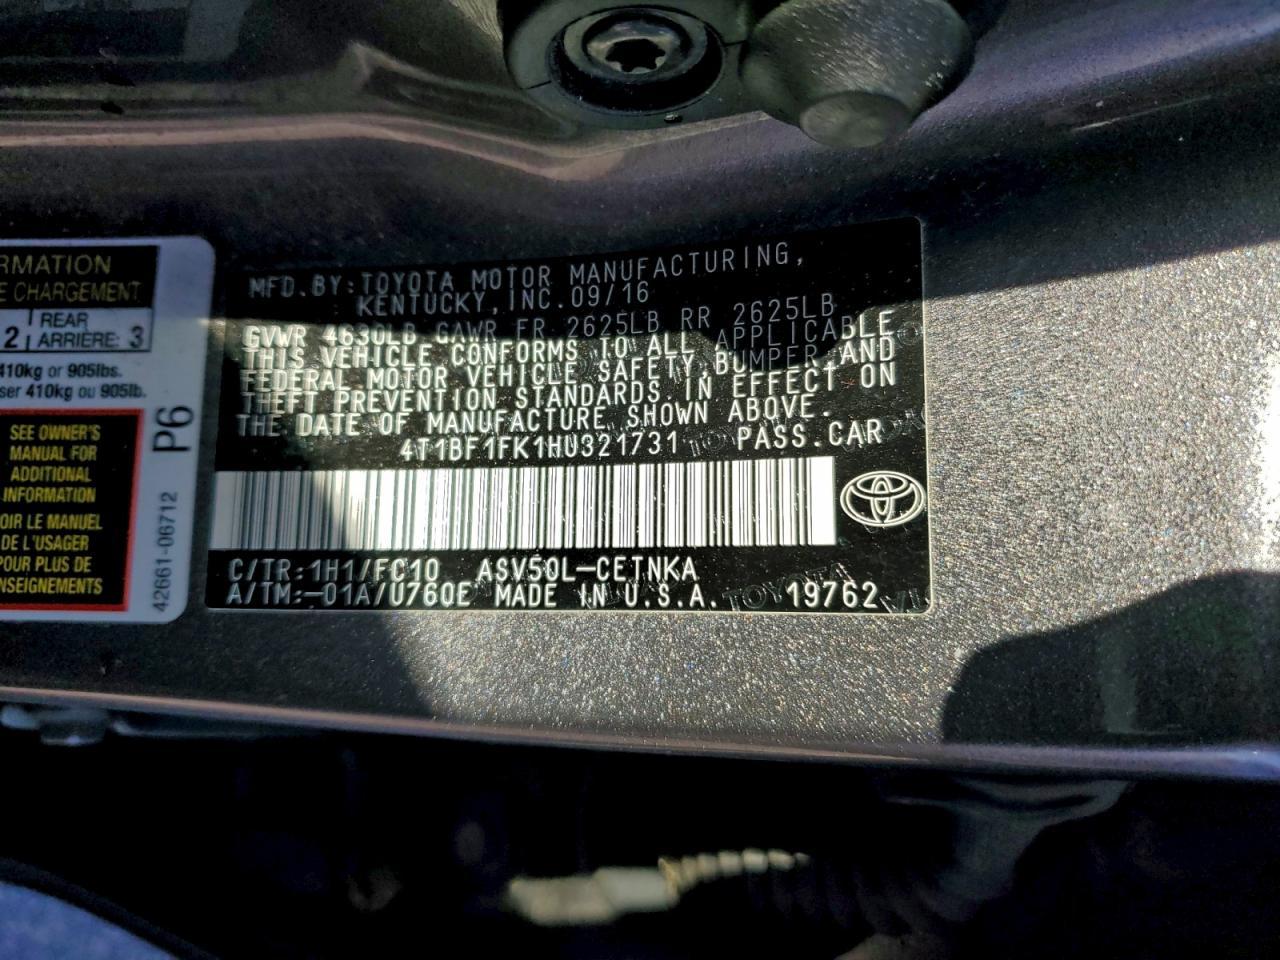 RMATION
E CHARGEMENT
2 REAR
ARRIÈRE: 3
410kg or 905lbs.
ser 410kg ou 905lb.
SEE OWNER'S
MANUAL FOR
ADDITIONAL
INFORMATION
OIR LE MANUEL
DE L'USAGER
POUR PLUS DE
NSEIGNEMENTS
P6
42661-06712
MFD.BY:TOYOTA MOTOR MANUFACTURING,
KENTUCKY,INC.09/16
GVWR 4630LB GAWR FR 2625LB RR 2625LB
THIS VEHICLE CONFORMS TO ALL APPLICABLE
FEDERAL MOTOR VEHICLE SAFETY,BUMPER,AND
THEFT PREVENTION STANDARDS IN EFFECT ON
THE DATE OF MANUFACTURE SHOWN ABOVE.
4T1BF1FK1HU321731 PASS.CAR
C/TR:1H1/FC10 ASV50L-CETNKA
A/TM:-01A/U760E MADE IN U.S.A. 19762
TOYOTA